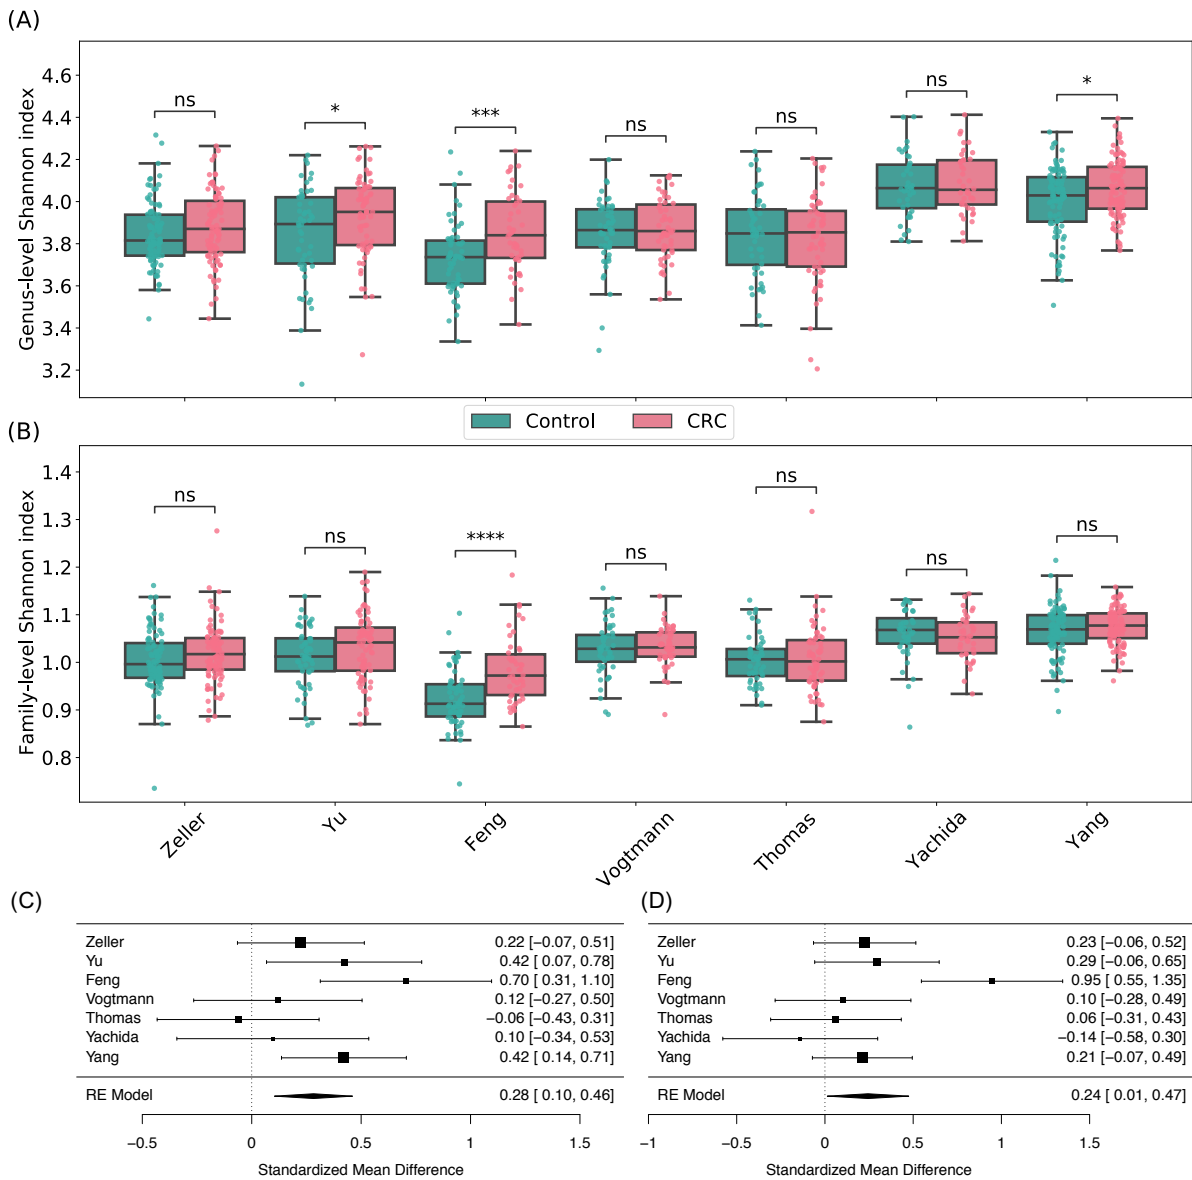 (A)
Genus-level Shannon index
4.6
4.4
4.2
4.0
3.8
3.6
3.4
3.2
ns
*
***
ns
ns
ns
*
Control
CRC
(B)
Family-level Shannon index
1.4
1.3
1.2
1.1
1.0
0.9
0.8
ns
ns
****
ns
ns
ns
ns
Zeller
Yu
Feng
Vogtmann
Thomas
Yachida
Yang
(C)
Zeller 0.22 [−0.07, 0.51]
Yu 0.42 [ 0.07, 0.78]
Feng 0.70 [ 0.31, 1.10]
Vogtmann 0.12 [−0.27, 0.50]
Thomas −0.06 [−0.43, 0.31]
Yachida 0.10 [−0.34, 0.53]
Yang 0.42 [ 0.14, 0.71]
RE Model 0.28 [ 0.10, 0.46]
−0.5 0 0.5 1 1.5
Standardized Mean Difference
(D)
Zeller 0.23 [−0.06, 0.52]
Yu 0.29 [−0.06, 0.65]
Feng 0.95 [ 0.55, 1.35]
Vogtmann 0.10 [−0.28, 0.49]
Thomas 0.06 [−0.31, 0.43]
Yachida −0.14 [−0.58, 0.30]
Yang 0.21 [−0.07, 0.49]
RE Model 0.24 [ 0.01, 0.47]
−1 −0.5 0 0.5 1 1.5
Standardized Mean Difference